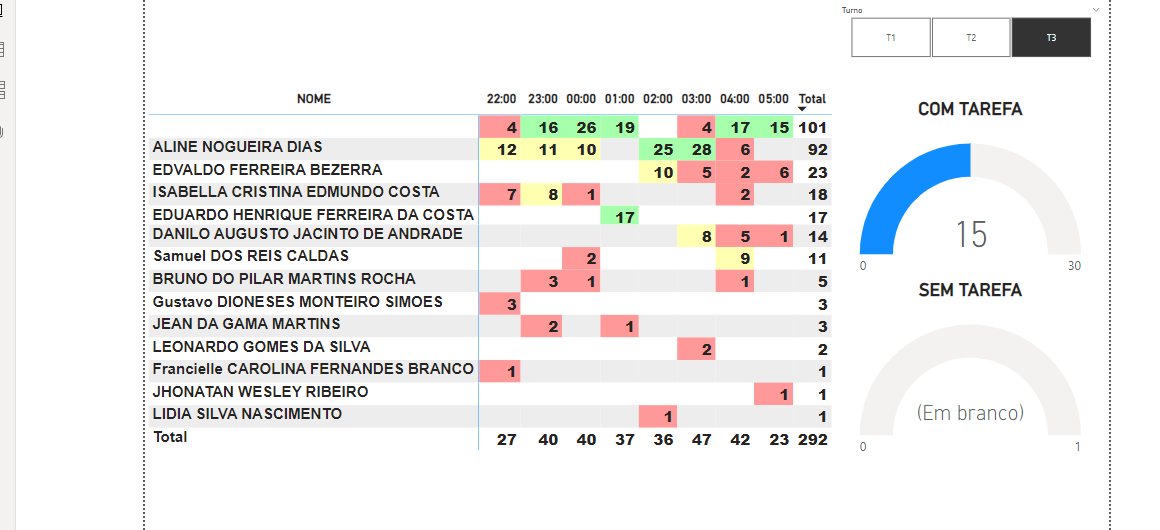 Turno
T1 T2 T3
NOME 22:00 23:00 00:00 01:00 02:00 03:00 04:00 05:00 Total
4 16 26 19 4 17 15 101
ALINE NOGUEIRA DIAS 12 11 10 25 28 6 92
EDVALDO FERREIRA BEZERRA 10 5 2 6 23
ISABELLA CRISTINA EDMUNDO COSTA 7 8 1 2 18
EDUARDO HENRIQUE FERREIRA DA COSTA 17 17
DANILO AUGUSTO JACINTO DE ANDRADE 8 5 1 14
Samuel DOS REIS CALDAS 2 9 11
BRUNO DO PILAR MARTINS ROCHA 3 1 1 5
Gustavo DIONESES MONTEIRO SIMOES 3 3
JEAN DA GAMA MARTINS 2 1 3
LEONARDO GOMES DA SILVA 2 2
Francielle CAROLINA FERNANDES BRANCO 1 1
JHONATAN WESLEY RIBEIRO 1 1
LIDIA SILVA NASCIMENTO 1 1
Total 27 40 40 37 36 47 42 23 292
COM TAREFA
15
0 30
SEM TAREFA
(Em branco)
0 1